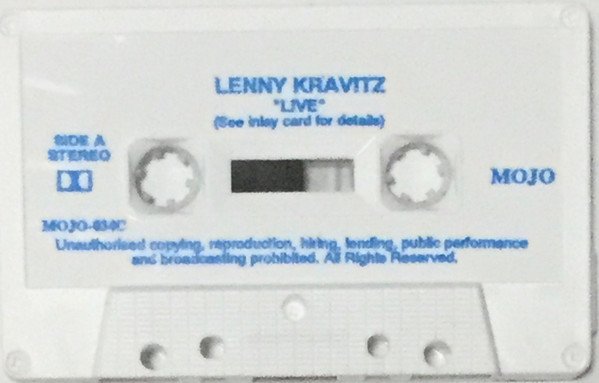 LENNY KRAVITZ
"LIVE"
(See inlay card for details)
SIDE A
STEREO
MOJO
MOJO-034C
Unauthorised copying, reproduction, hiring, lending, public performance
and broadcasting prohibited. All Rights Reserved.